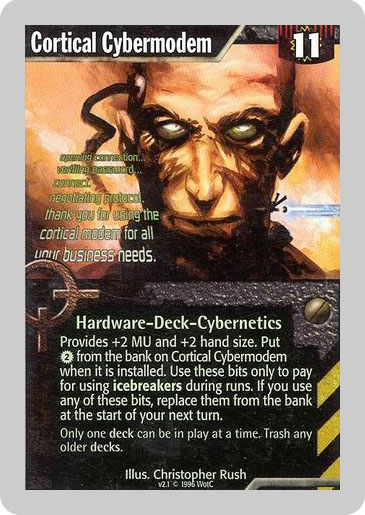 Cortical Cybermodem
11
opening connection...
verifying password...
connect.
negotiating protocol.
thank you for using the
cortical modem for all
your business needs.
Hardware-Deck-Cybernetics
Provides +2 MU and +2 hand size. Put
2 from the bank on Cortical Cybermodem
when it is installed. Use these bits only to pay
for using icebreakers during runs. If you use
any of these bits, replace them from the bank
at the start of your next turn.
Only one deck can be in play at a time. Trash any
older decks.
Illus. Christopher Rush
v2.1 © 1996 WotC